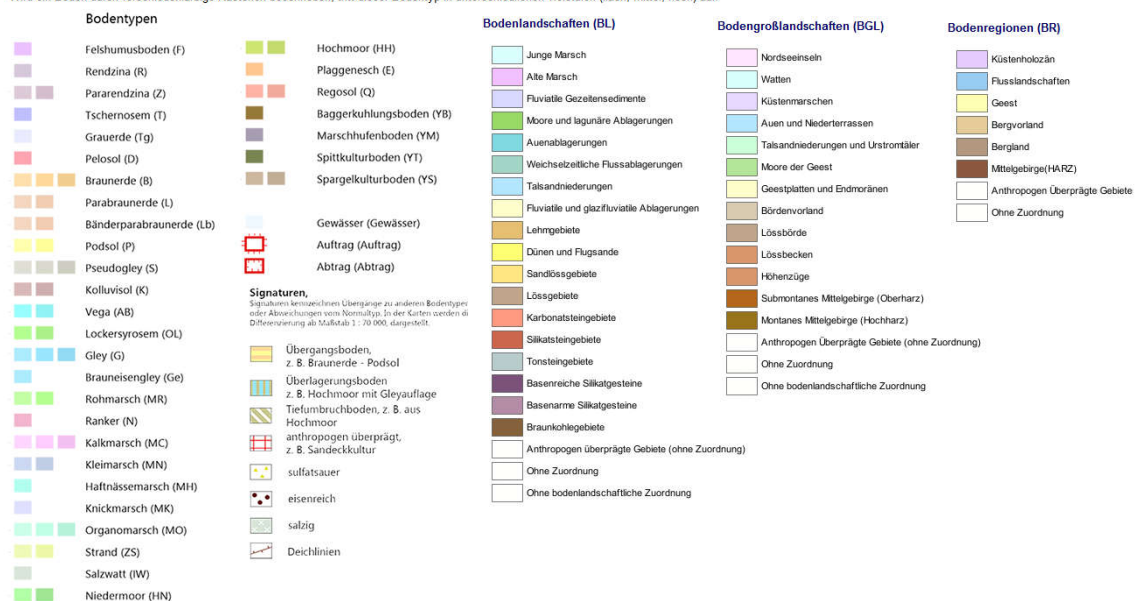 Bodentypen
Felshumusboden (F)
Rendzina (R)
Pararendzina (Z)
Tschernosem (T)
Grauerde (Tg)
Pelosol (D)
Braunerde (B)
Parabraunerde (L)
Bänderparabraunerde (Lb)
Podsol (P)
Pseudogley (S)
Kolluvisol (K)
Vega (AB)
Lockersyrosem (OL)
Gley (G)
Brauneisengley (Ge)
Rohmarsch (MR)
Ranker (N)
Kalkmarsch (MC)
Kleimarsch (MN)
Haftnässemarsch (MH)
Knickmarsch (MK)
Organomarsch (MO)
Strand (ZS)
Salzwatt (IW)
Niedermoor (HN)
Hochmoor (HH)
Plaggenesch (E)
Regosol (Q)
Baggerkuhlungsboden (YB)
Marschhufenboden (YM)
Spittkulturboden (YT)
Spargelkulturboden (YS)
Gewässer (Gewässer)
Auftrag (Auftrag)
Abtrag (Abtrag)
Signaturen,
Signaturen kennzeichnen Übergänge zu anderen Bodentyper
oder Abweichungen vom Normaltyp. In der Karten werden di
Differenzierung ab Maßstab 1 : 70 000, dargestellt.
Übergangsboden,
z. B. Braunerde - Podsol
Überlagerungsboden
z. B. Hochmoor mit Gleyauflage
Tiefumbruchboden, z. B. aus
Hochmoor
anthropogen überprägt,
z. B. Sandeckkultur
sulfatsauer
eisenreich
salzig
Deichlinien
Bodenlandschaften (BL)
Junge Marsch
Alte Marsch
Fluviatile Gezeitensedimente
Moore und lagunäre Ablagerungen
Auenablagerungen
Weichselzeitliche Flussablagerungen
Talsandniederungen
Fluviatile und glazifluviatile Ablagerungen
Lehmgebiete
Dünen und Flugsande
Sandlössgebiete
Lössgebiete
Karbonatsteingebiete
Silikatsteingebiete
Tonsteingebiete
Basenreiche Silikatgesteine
Basenarme Silikatgesteine
Braunkohlegebiete
Anthropogen überprägte Gebiete (ohne Zuordnung)
Ohne Zuordnung
Ohne bodenlandschaftliche Zuordnung
Bodengroßlandschaften (BGL)
Nordseeinseln
Watten
Küstenmarschen
Auen und Niederterrassen
Talsandniederungen und Urstromtäler
Moore der Geest
Geestplatten und Endmoränen
Bördenvorland
Lössbörde
Lössbecken
Höhenzüge
Submontanes Mittelgebirge (Oberharz)
Montanes Mittelgebirge (Hochharz)
Anthropogen Überprägte Gebiete (ohne Zuordnung)
Ohne Zuordnung
Ohne bodenlandschaftliche Zuordnung
Bodenregionen (BR)
Küstenholozän
Flusslandschaften
Geest
Bergvorland
Bergland
Mittelgebirge(HARZ)
Anthropogen Überprägte Gebiete
Ohne Zuordnung